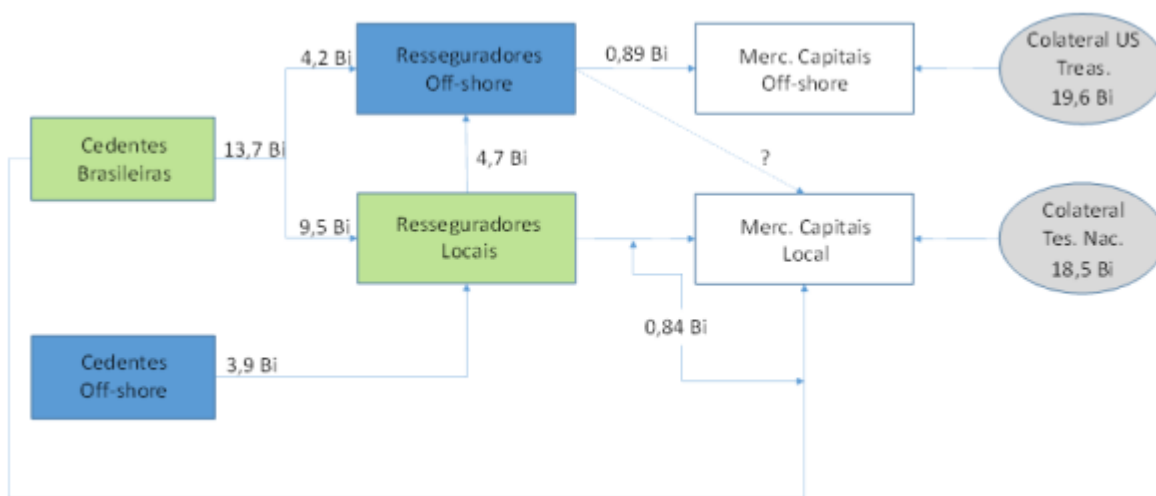 Colateral US
Treas.
19,6 Bi
Resseguradores
Off-shore
4,2 Bi
0,89 Bi
Merc. Capitais
Off-shore
Cedentes
Brasileiras
13,7 Bi
4,7 Bi
?
Resseguradores
Locais
9,5 Bi
Merc. Capitais
Local
Colateral
Tes. Nac.
18,5 Bi
0,84 Bi
Cedentes
Off-shore
3,9 Bi